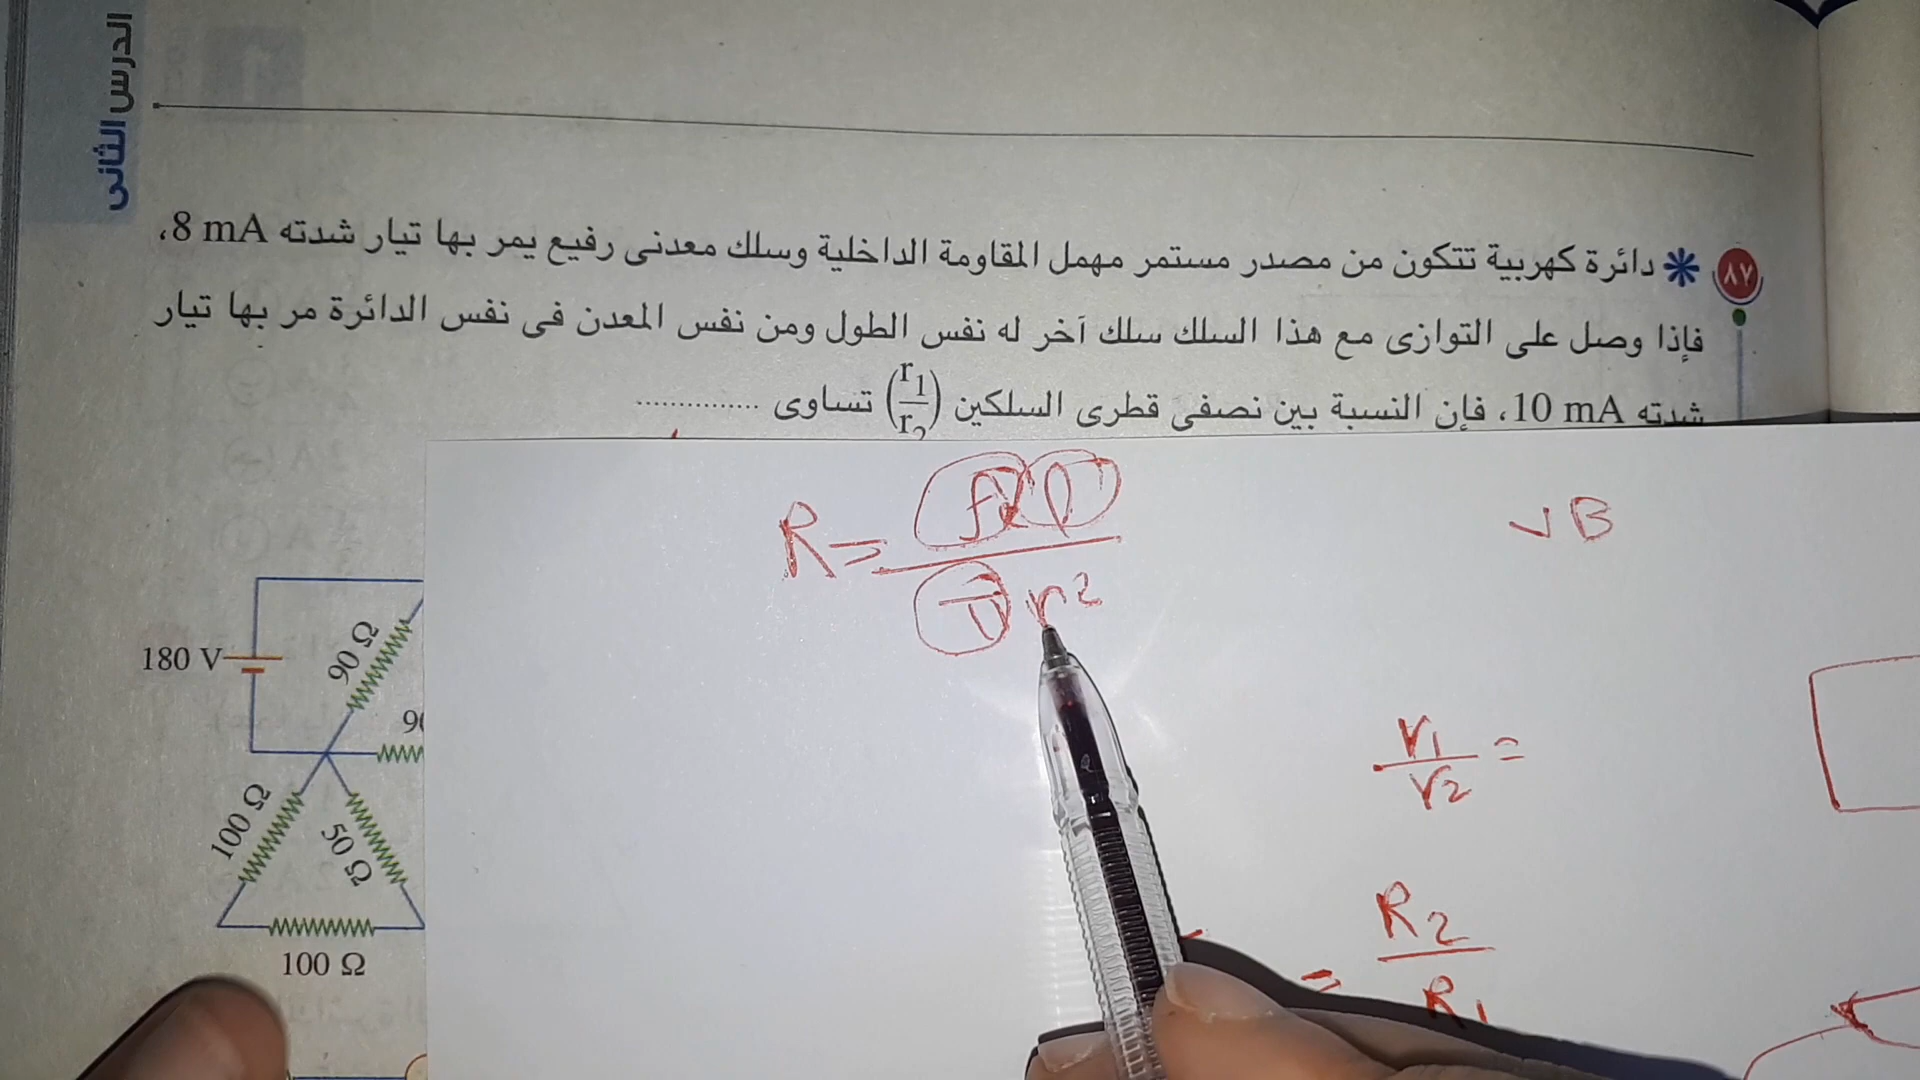 الدرس الثانى
٨٧ * دائرة كهربية تتكون من مصدر مستمر مهمل المقاومة الداخلية وسلك معدنى رفيع يمر بها تيار شدته 8 mA،
فإذا وصل على التوازى مع هذا السلك سلك آخر له نفس الطول ومن نفس المعدن فى نفس الدائرة مر بها تيار
شدته 10 mA، فإن النسبة بين نصفى قطرى السلكين (r1/r2) تساوى ...............
R = / π r²
VB
r1/r2 =
= R2/R1
180 V
90 Ω
100 Ω
50 Ω
100 Ω